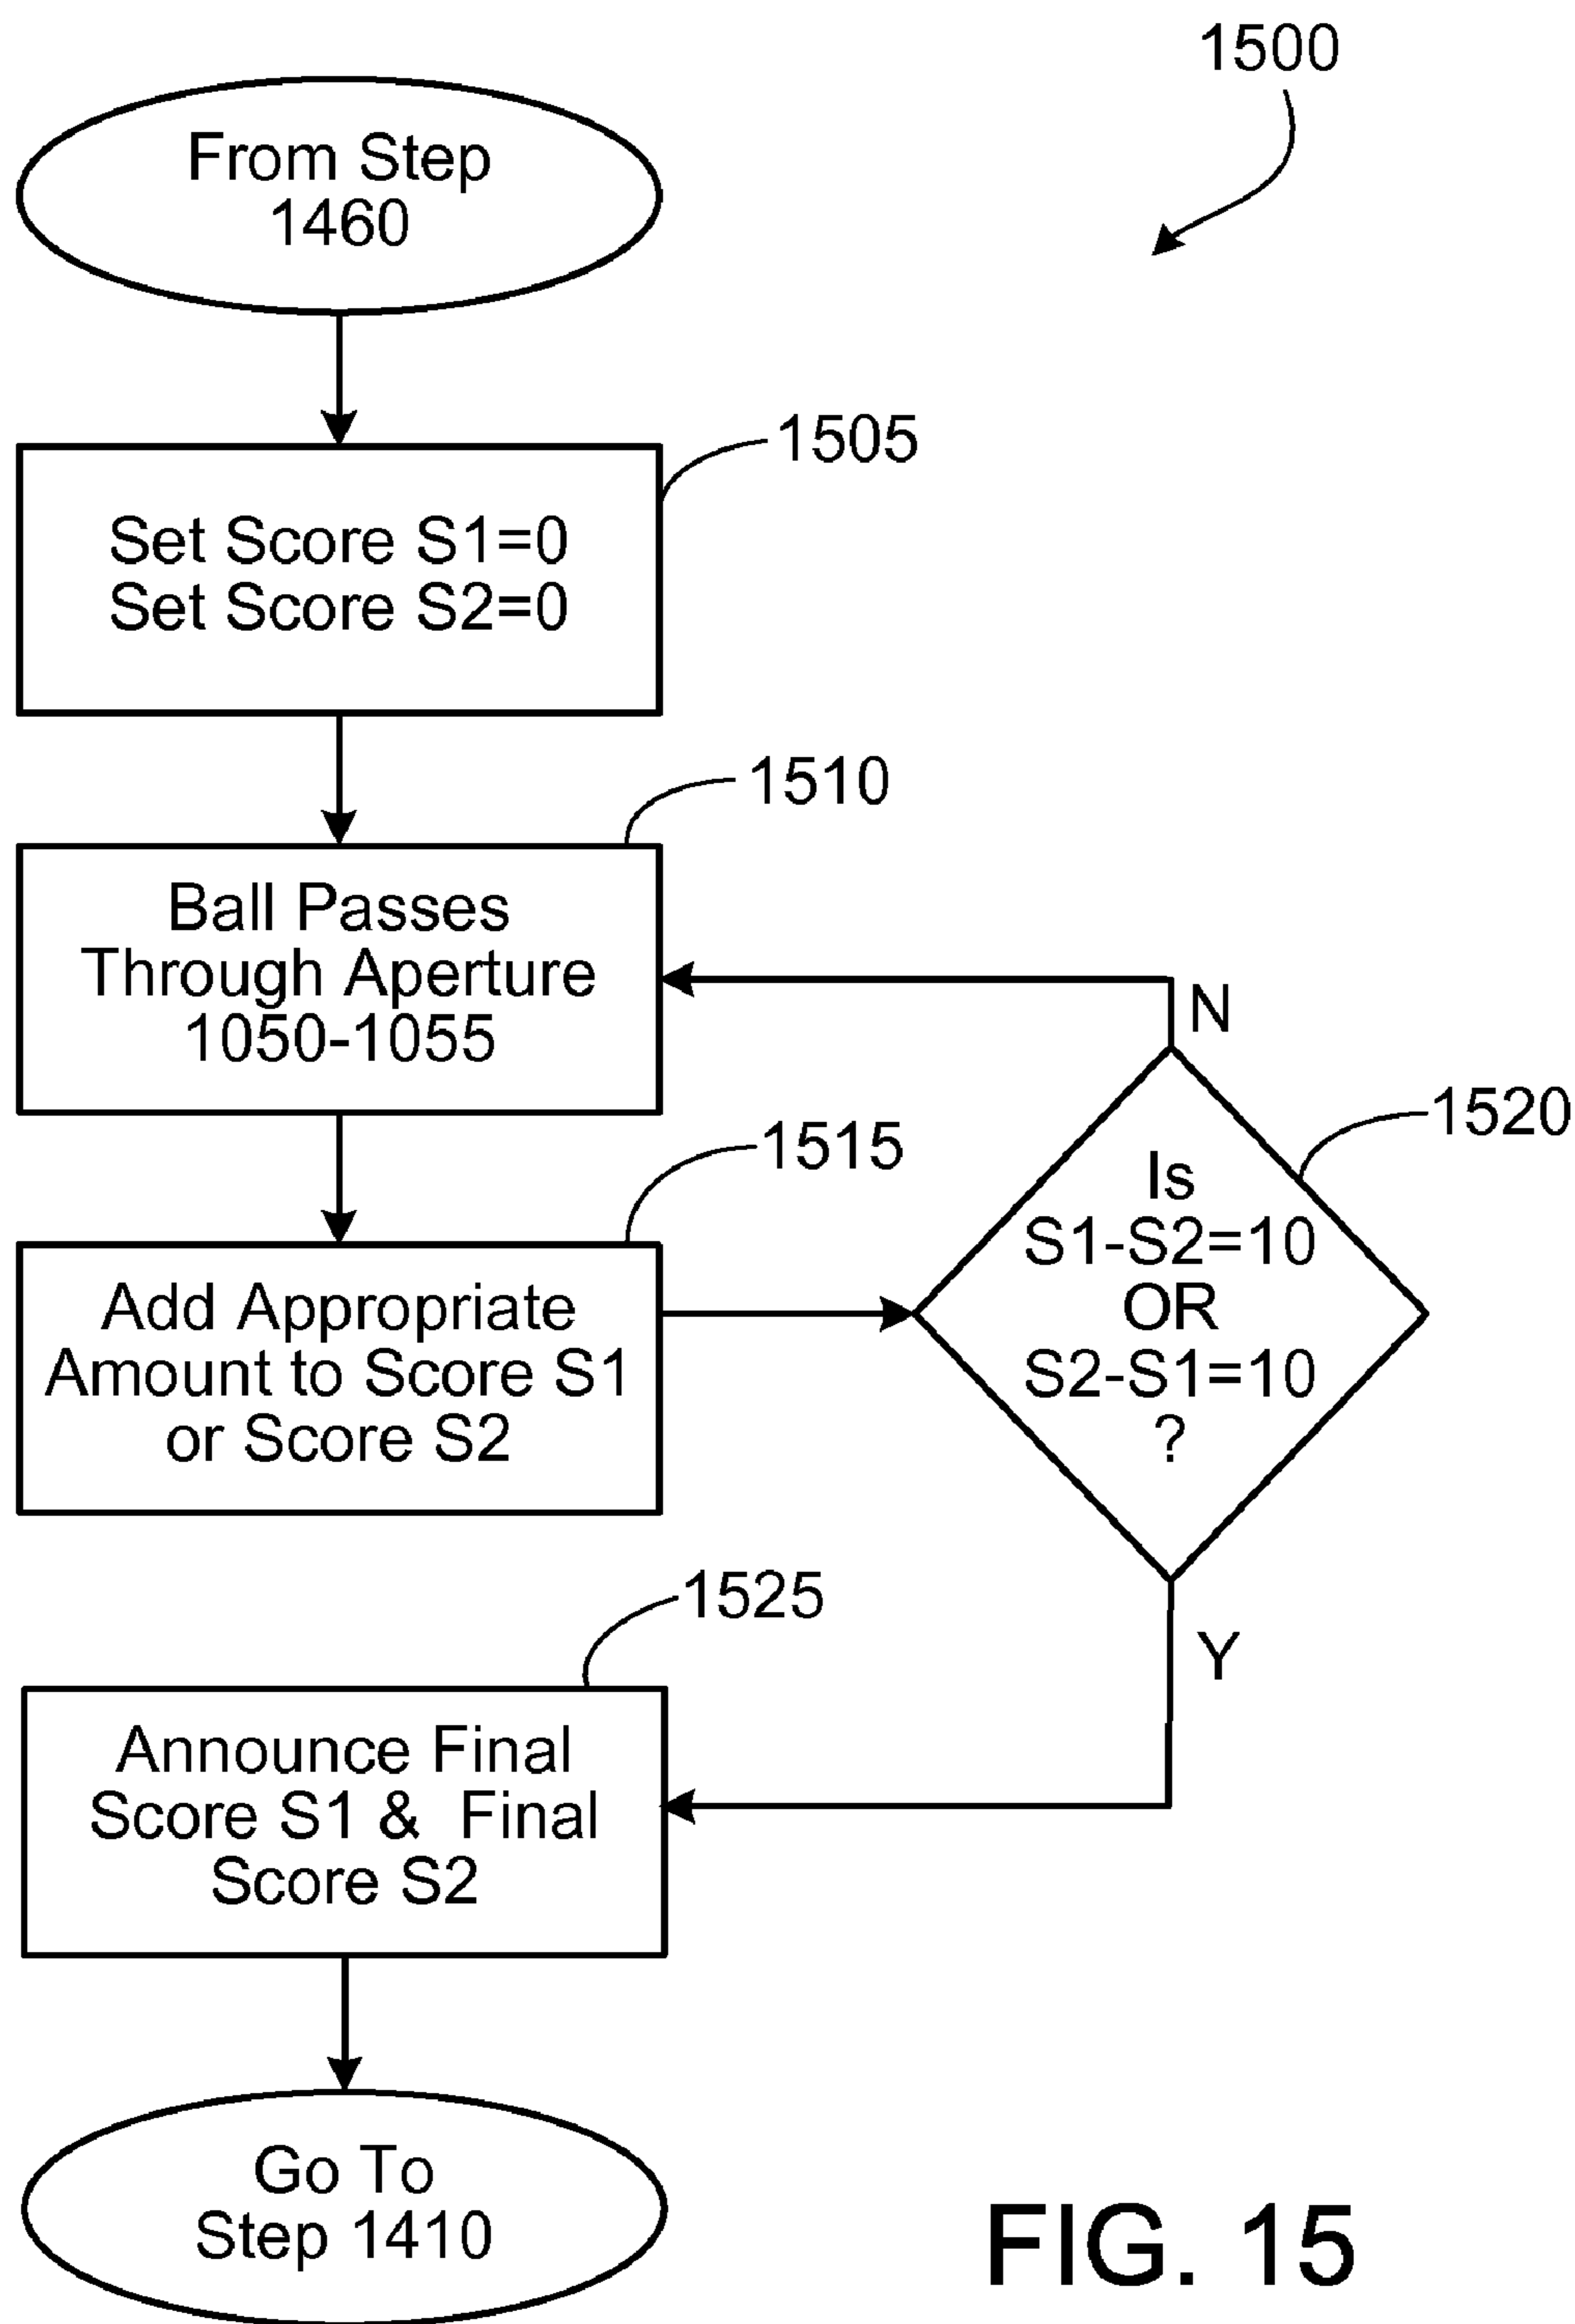 1500
From Step
1460
1505
Set Score S1=0
Set Score S2=0
1510
Ball Passes
Through Aperture
1050-1055
N
1520
1515
Is
S1-S2=10
OR
S2-S1=10
?
Add Appropriate
Amount to Score S1
or Score S2
1525
Y
Announce Final
Score S1 & Final
Score S2
Go To
Step 1410
FIG. 15